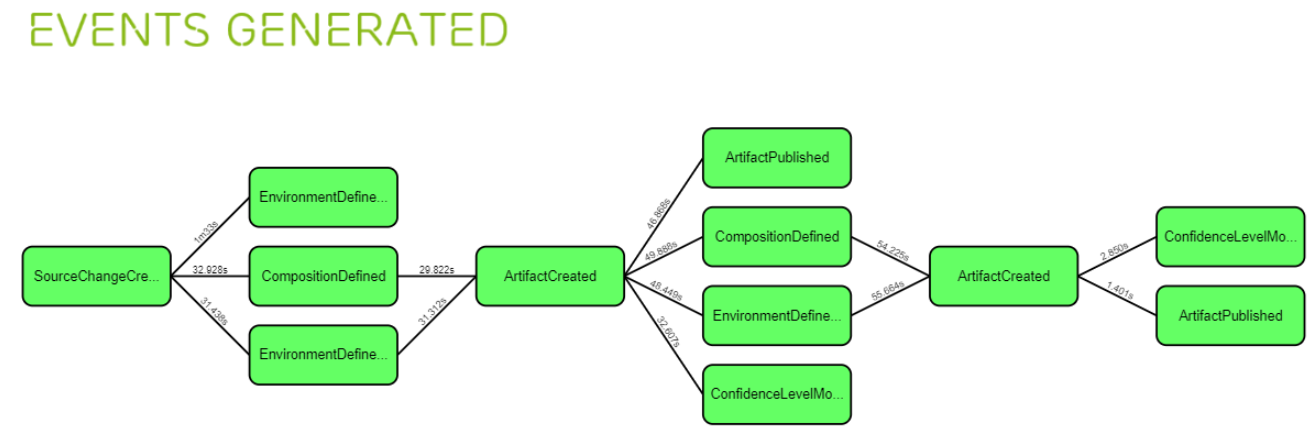 EVENTS GENERATED
SourceChangeCre...
1m33s
32.928s
31.438s
EnvironmentDefine...
CompositionDefined
EnvironmentDefine...
29.822s
31.312s
ArtifactCreated
46.868s
49.888s
48.449s
32.607s
ArtifactPublished
CompositionDefined
EnvironmentDefine...
ConfidenceLevelMo...
54.225s
55.664s
ArtifactCreated
2.850s
1.401s
ConfidenceLevelMo...
ArtifactPublished